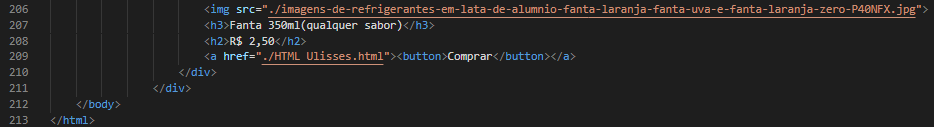 206 <img src="./imagens-de-refrigerantes-em-lata-de-alumnio-fanta-laranja-fanta-uva-e-fanta-laranja-zero-P40NFX.jpg">
207 <h3>Fanta 350ml(qualquer sabor)</h3>
208 <h2>R$ 2,50</h2>
209 <a href="./HTML Ulisses.html"><button>Comprar</button></a>
210 </div>
211 </div>
212 </body>
213 </html>